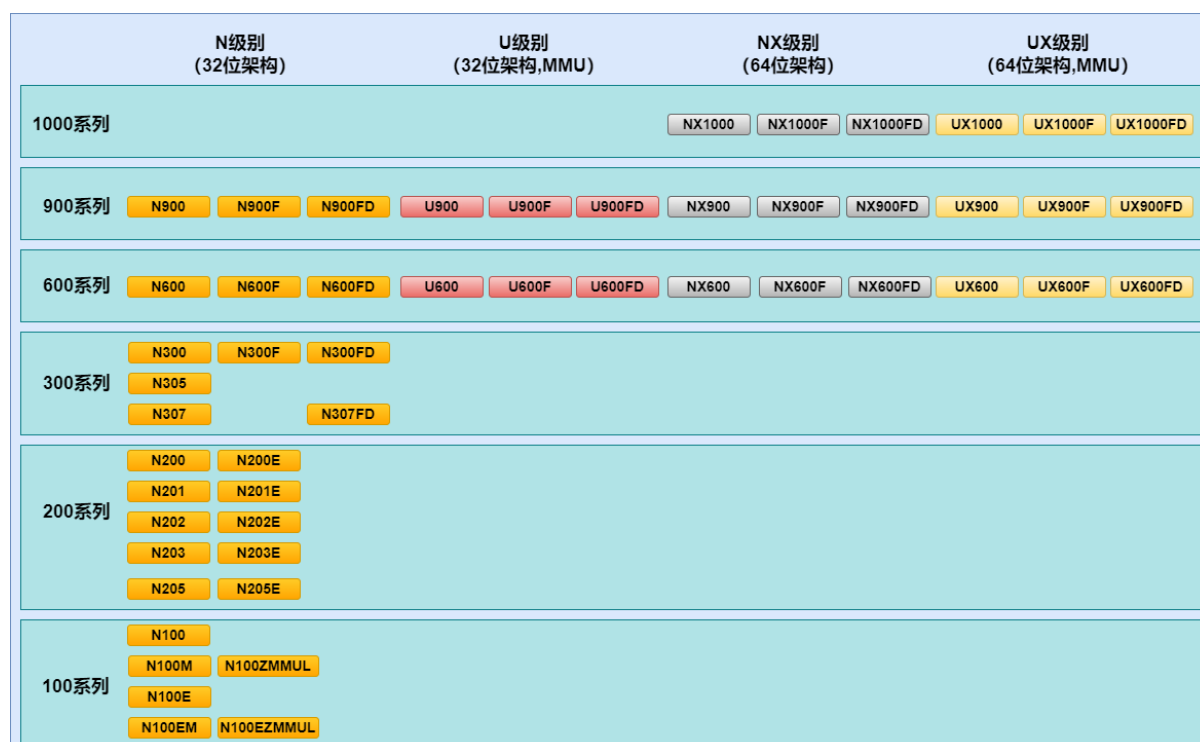 N级别
(32位架构)
U级别
(32位架构,MMU)
NX级别
(64位架构)
UX级别
(64位架构,MMU)
1000系列
NX1000 NX1000F NX1000FD UX1000 UX1000F UX1000FD
900系列
N900 N900F N900FD U900 U900F U900FD NX900 NX900F NX900FD UX900 UX900F UX900FD
600系列
N600 N600F N600FD U600 U600F U600FD NX600 NX600F NX600FD UX600 UX600F UX600FD
300系列
N300 N300F N300FD
N305
N307 N307FD
200系列
N200 N200E
N201 N201E
N202 N202E
N203 N203E
N205 N205E
100系列
N100
N100M N100ZMMUL
N100E
N100EM N100EZMMUL